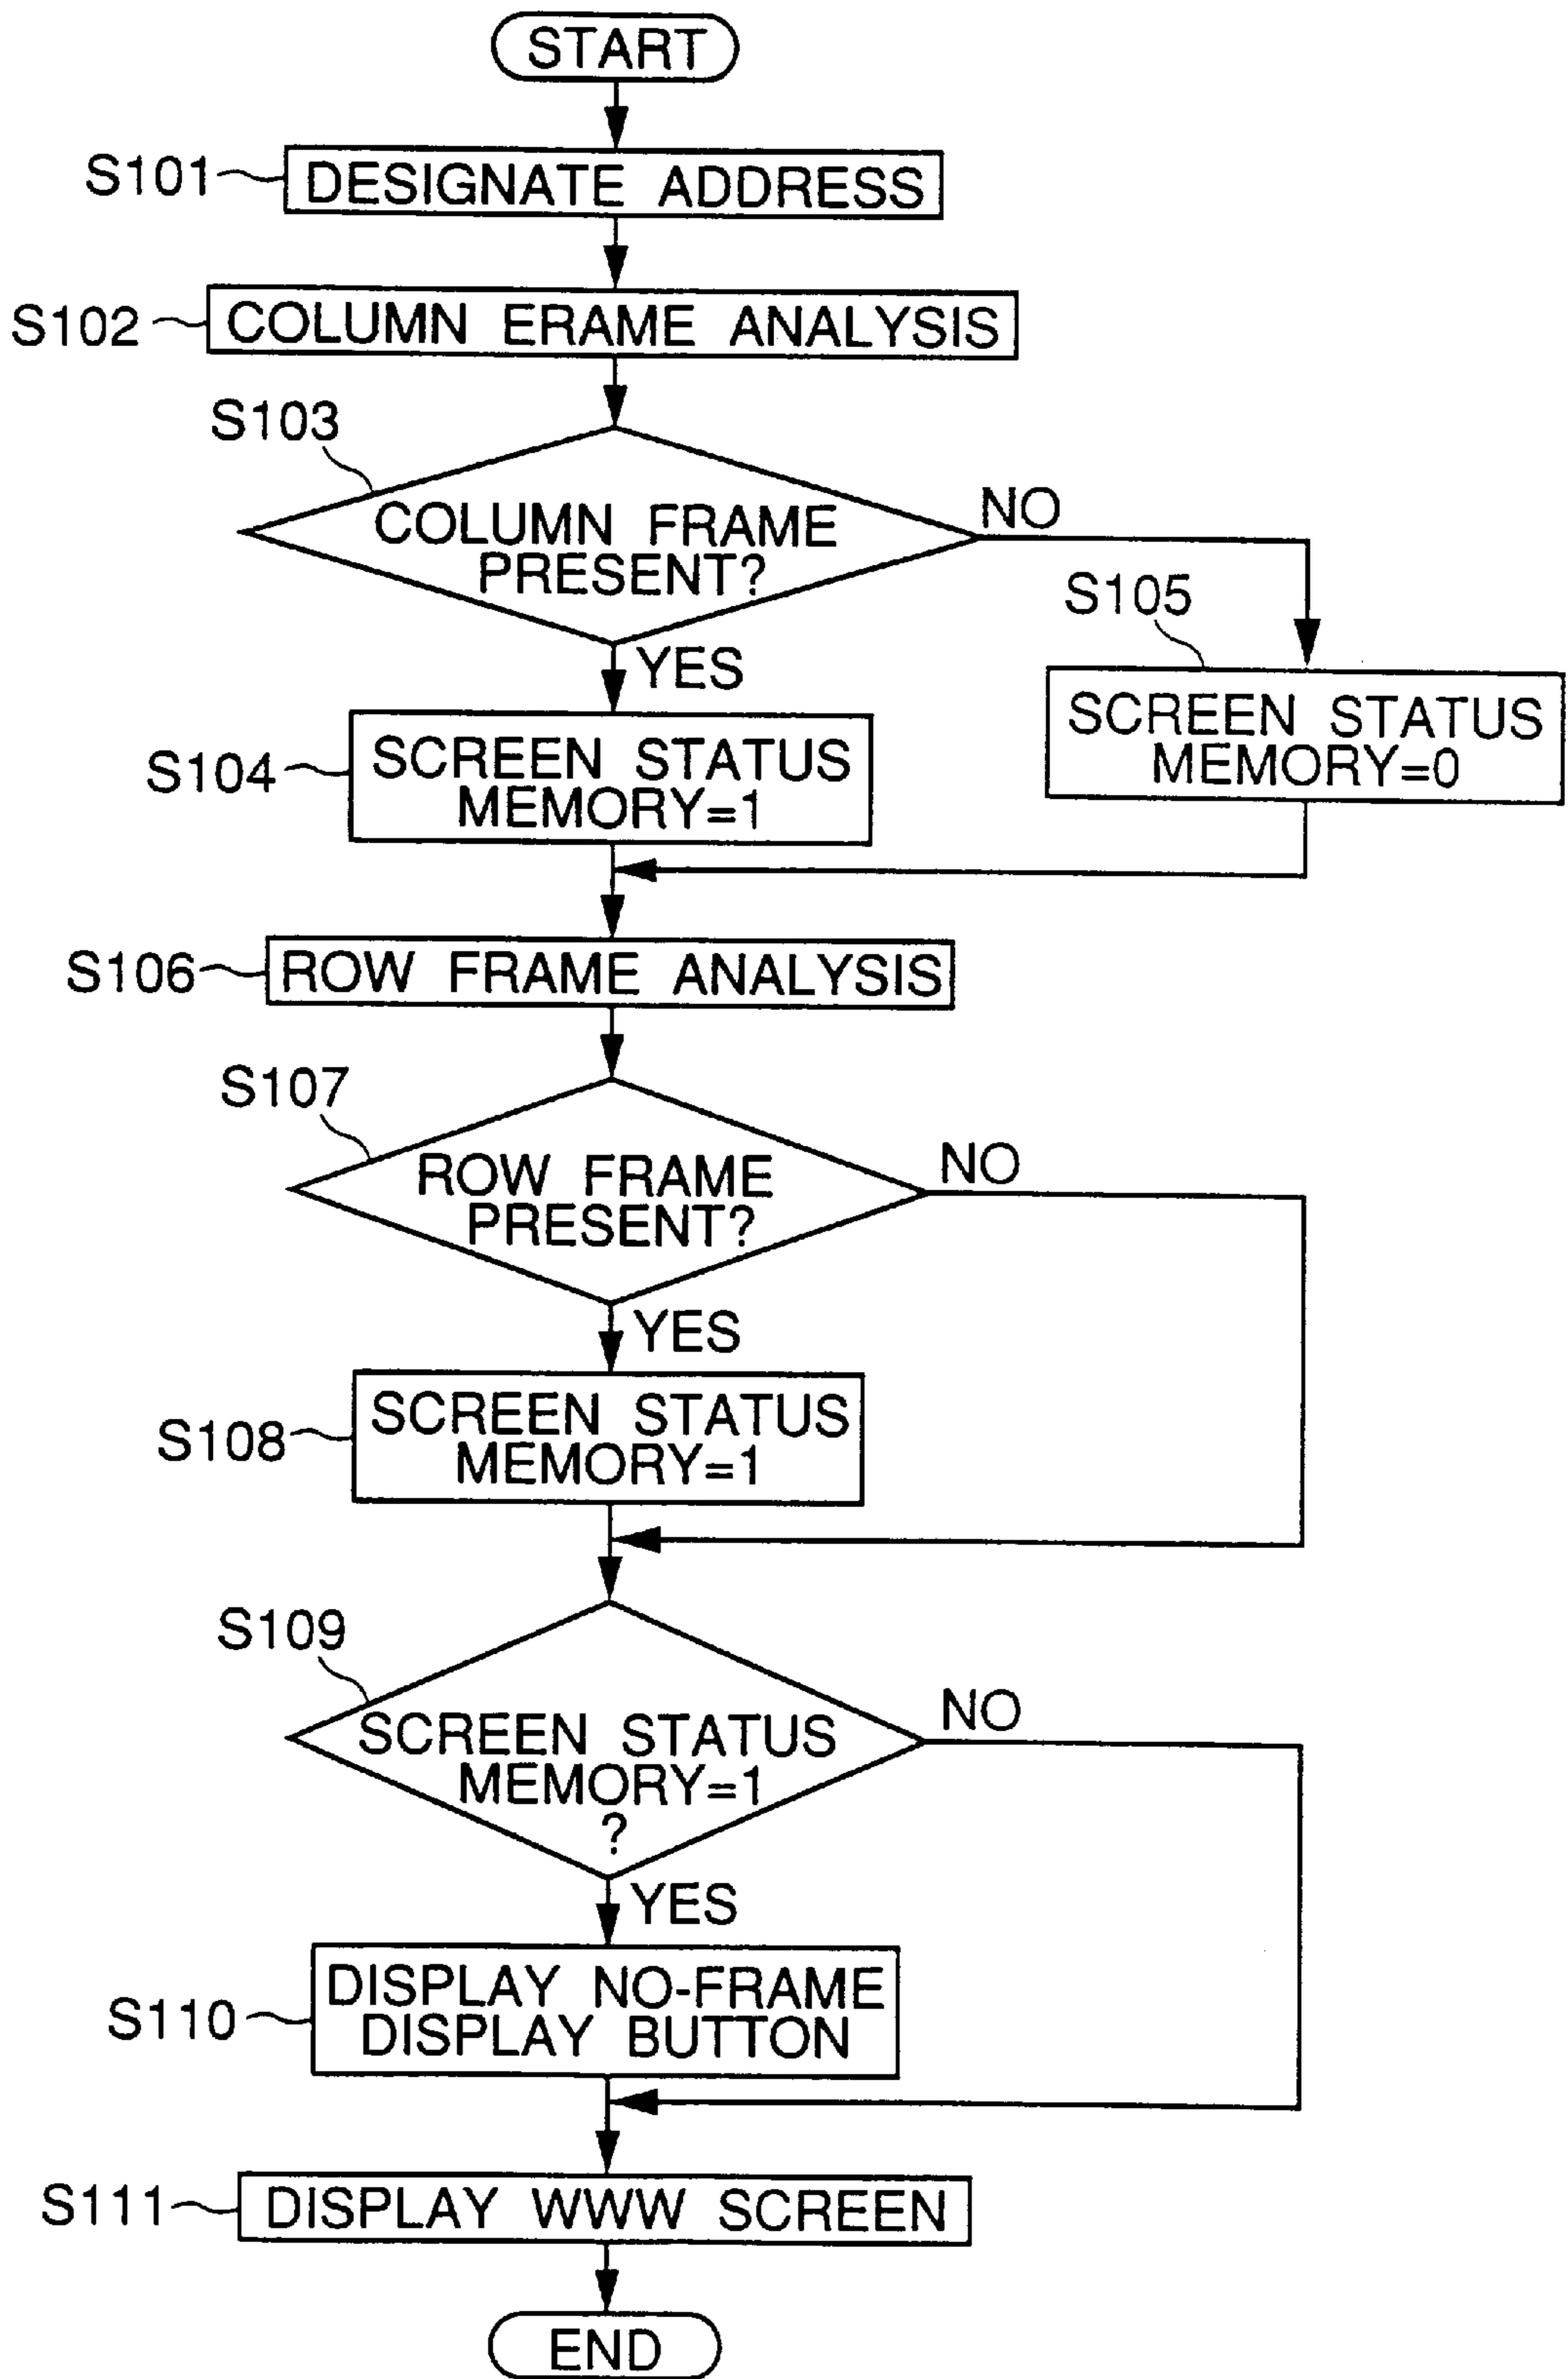 START
S101
DESIGNATE ADDRESS
S102
COLUMN ERAME ANALYSIS
S103
COLUMN FRAME
PRESENT?
NO
YES
S105
SCREEN STATUS
MEMORY=0
S104
SCREEN STATUS
MEMORY=1
S106
ROW FRAME ANALYSIS
S107
ROW FRAME
PRESENT?
NO
YES
S108
SCREEN STATUS
MEMORY=1
S109
SCREEN STATUS
MEMORY=1
?
NO
YES
S110
DISPLAY NO-FRAME
DISPLAY BUTTON
S111
DISPLAY WWW SCREEN
END